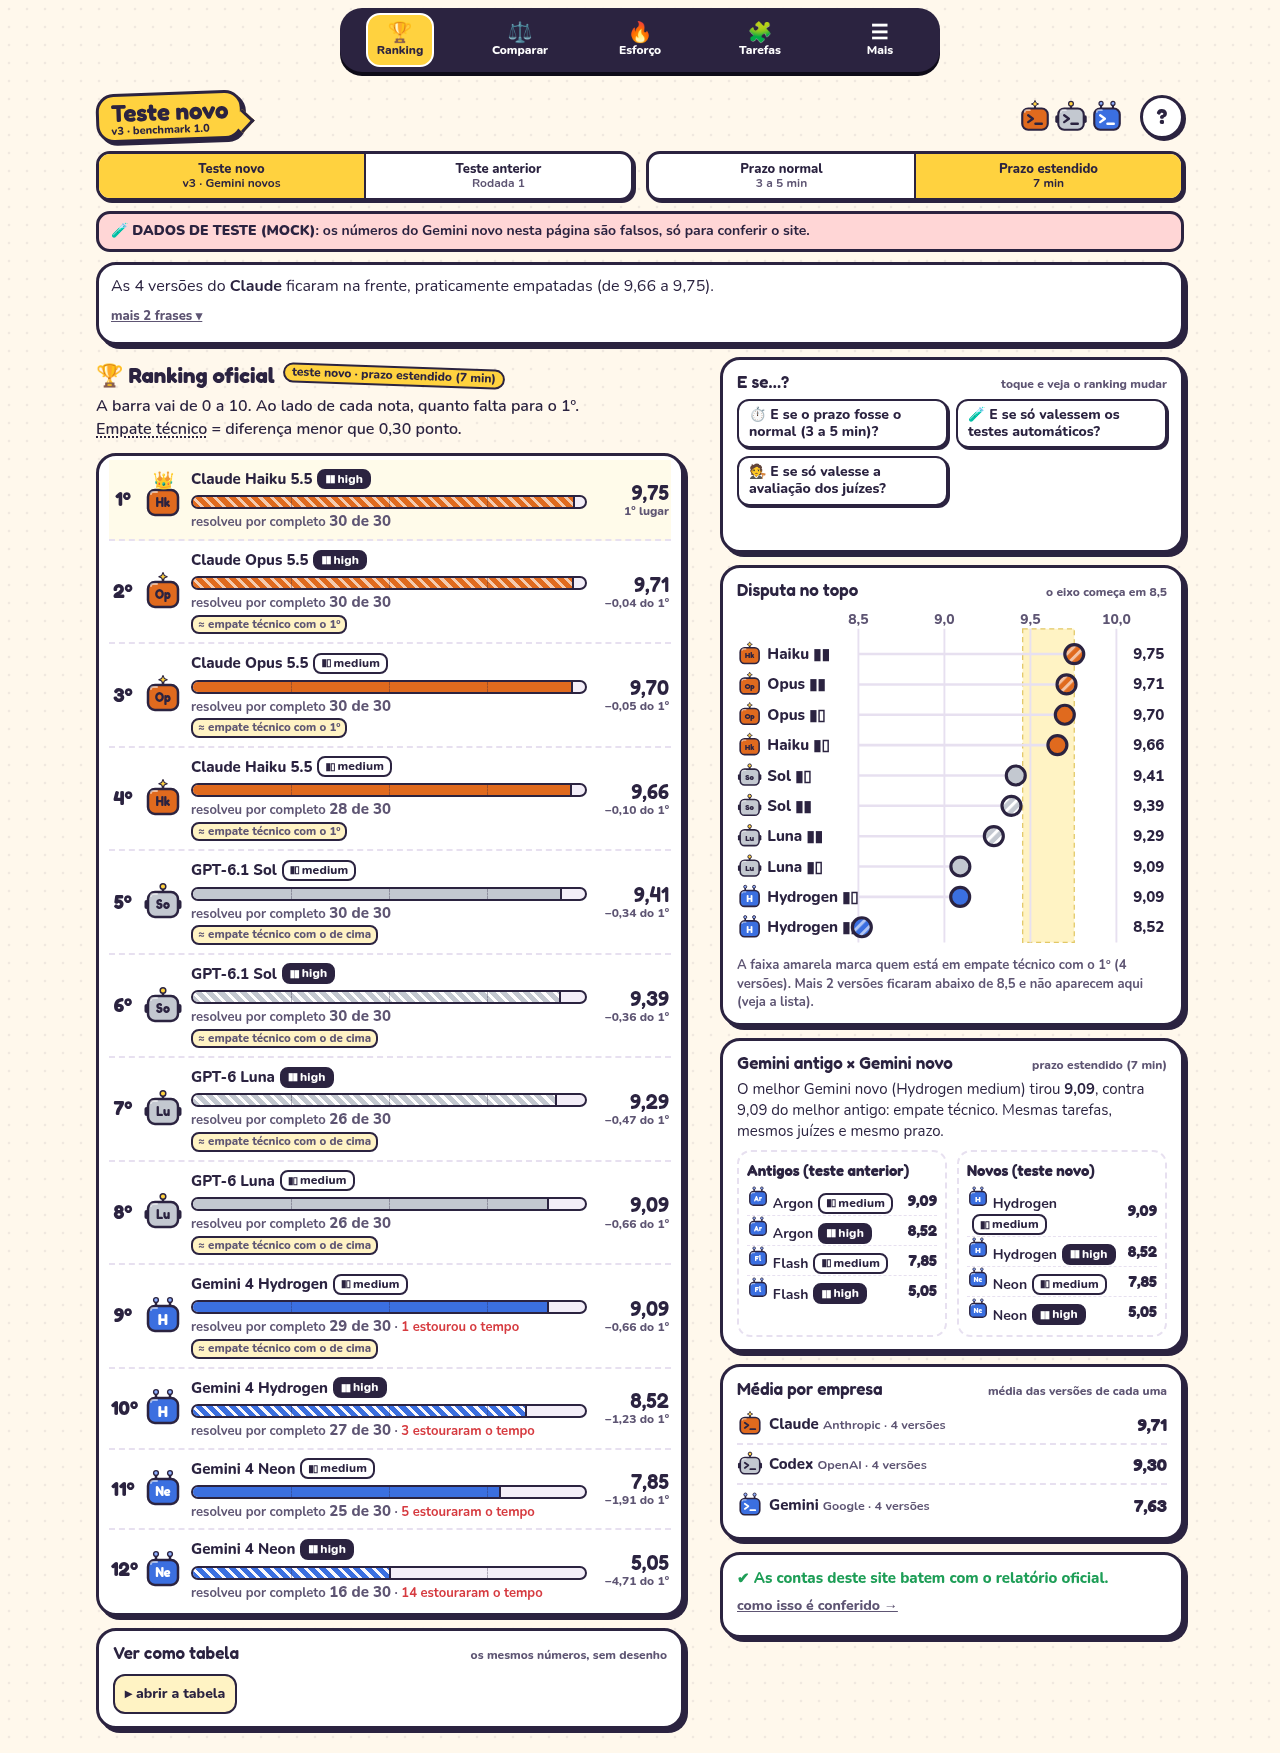 🏆 Ranking
⚖️ Comparar
🔥 Esforço
🧩 Tarefas
☰ Mais
Teste novo
v3 · benchmark 1.0
?
Teste novo
v3 · Gemini novos
Teste anterior
Rodada 1
Prazo normal
3 a 5 min
Prazo estendido
7 min
🧪 DADOS DE TESTE (MOCK): os números do Gemini novo nesta página são falsos, só para conferir o site.
As 4 versões do Claude ficaram na frente, praticamente empatadas (de 9,66 a 9,75).
mais 2 frases ▾
🏆 Ranking oficial teste novo · prazo estendido (7 min)
A barra vai de 0 a 10. Ao lado de cada nota, quanto falta para o 1º.
Empate técnico = diferença menor que 0,30 ponto.
1º Hk Claude Haiku 5.5 high
9,75
1º lugar
resolveu por completo 30 de 30
2º Op Claude Opus 5.5 high
9,71
−0,04 do 1º
resolveu por completo 30 de 30
≈ empate técnico com o 1º
3º Op Claude Opus 5.5 medium
9,70
−0,05 do 1º
resolveu por completo 30 de 30
≈ empate técnico com o 1º
4º Hk Claude Haiku 5.5 medium
9,66
−0,10 do 1º
resolveu por completo 28 de 30
≈ empate técnico com o 1º
5º So GPT-6.1 Sol medium
9,41
−0,34 do 1º
resolveu por completo 30 de 30
≈ empate técnico com o de cima
6º So GPT-6.1 Sol high
9,39
−0,36 do 1º
resolveu por completo 30 de 30
≈ empate técnico com o de cima
7º Lu GPT-6 Luna high
9,29
−0,47 do 1º
resolveu por completo 26 de 30
≈ empate técnico com o de cima
8º Lu GPT-6 Luna medium
9,09
−0,66 do 1º
resolveu por completo 26 de 30
≈ empate técnico com o de cima
9º H Gemini 4 Hydrogen medium
9,09
−0,66 do 1º
resolveu por completo 29 de 30 · 1 estourou o tempo
≈ empate técnico com o de cima
10º H Gemini 4 Hydrogen high
8,52
−1,23 do 1º
resolveu por completo 27 de 30 · 3 estouraram o tempo
11º Ne Gemini 4 Neon medium
7,85
−1,91 do 1º
resolveu por completo 25 de 30 · 5 estouraram o tempo
12º Ne Gemini 4 Neon high
5,05
−4,71 do 1º
resolveu por completo 16 de 30 · 14 estouraram o tempo
Ver como tabela
os mesmos números, sem desenho
▸ abrir a tabela
E se...?
toque e veja o ranking mudar
⏱️ E se o prazo fosse o
normal (3 a 5 min)?
🧪 E se só valessem os
testes automáticos?
🧑‍⚖️ E se só valesse a
avaliação dos juízes?
Disputa no topo
o eixo começa em 8,5
8,5 9,0 9,5 10,0
Hk Haiku 9,75
Op Opus 9,71
Op Opus 9,70
Hk Haiku 9,66
So Sol 9,41
So Sol 9,39
Lu Luna 9,29
Lu Luna 9,09
H Hydrogen 9,09
H Hydrogen 8,52
A faixa amarela marca quem está em empate técnico com o 1º (4
versões). Mais 2 versões ficaram abaixo de 8,5 e não aparecem aqui
(veja a lista).
Gemini antigo × Gemini novo
prazo estendido (7 min)
O melhor Gemini novo (Hydrogen medium) tirou 9,09, contra
9,09 do melhor antigo: empate técnico. Mesmas tarefas,
mesmos juízes e mesmo prazo.
Antigos (teste anterior)
Ar Argon medium 9,09
Ar Argon high 8,52
Fl Flash medium 7,85
Fl Flash high 5,05
Novos (teste novo)
H Hydrogen
medium
9,09
H Hydrogen high 8,52
Ne Neon medium 7,85
Ne Neon high 5,05
Média por empresa
média das versões de cada uma
Claude Anthropic · 4 versões 9,71
Codex OpenAI · 4 versões 9,30
Gemini Google · 4 versões 7,63
✔ As contas deste site batem com o relatório oficial.
como isso é conferido →